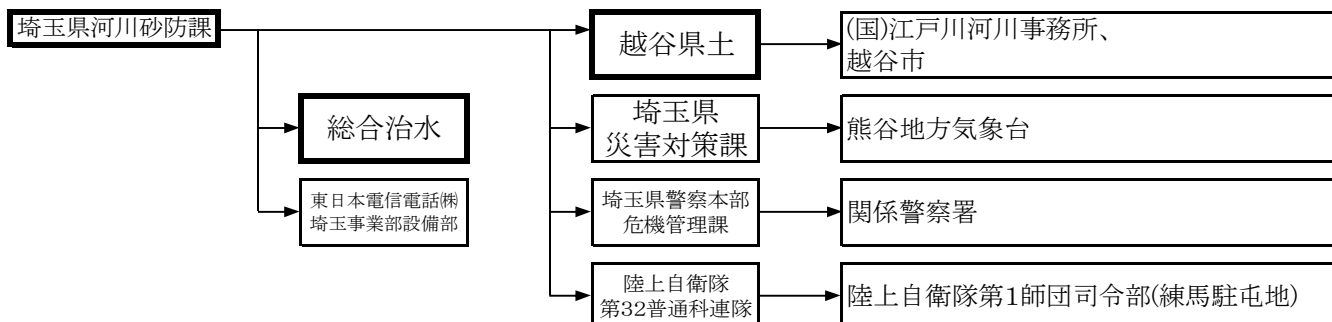 埼玉県河川砂防課
越谷県土
(国)江戸川河川事務所、
越谷市
総合治水
埼玉県
災害対策課
熊谷地方気象台
東日本電信電話㈱
埼玉事業部設備部
埼玉県警察本部
危機管理課
関係警察署
陸上自衛隊
第32普通科連隊
陸上自衛隊第1師団司令部(練馬駐屯地)